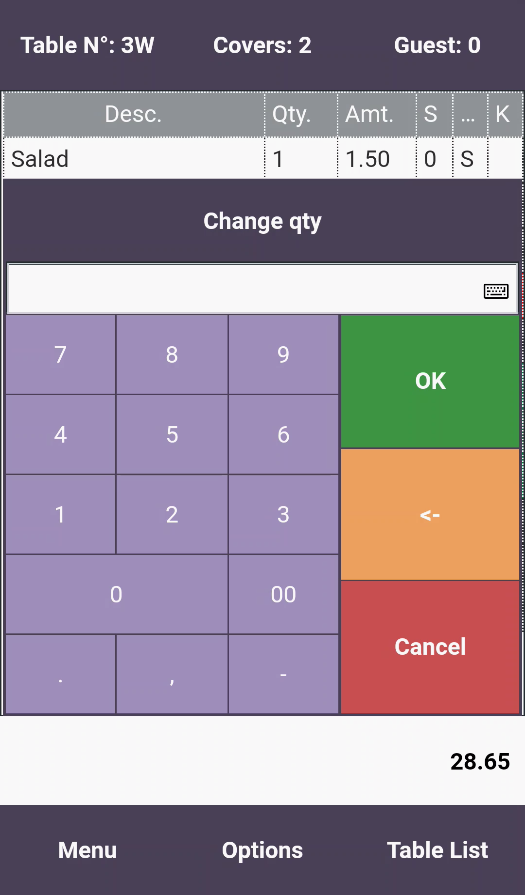 Table N°: 3W Covers: 2 Guest: 0
Desc. Qty. Amt. S ... K
Salad 1 1.50 0 S
Change qty
7 8 9
OK
4 5 6
1 2 3 <-
0 00
Cancel
. , -
28.65
Menu Options Table List